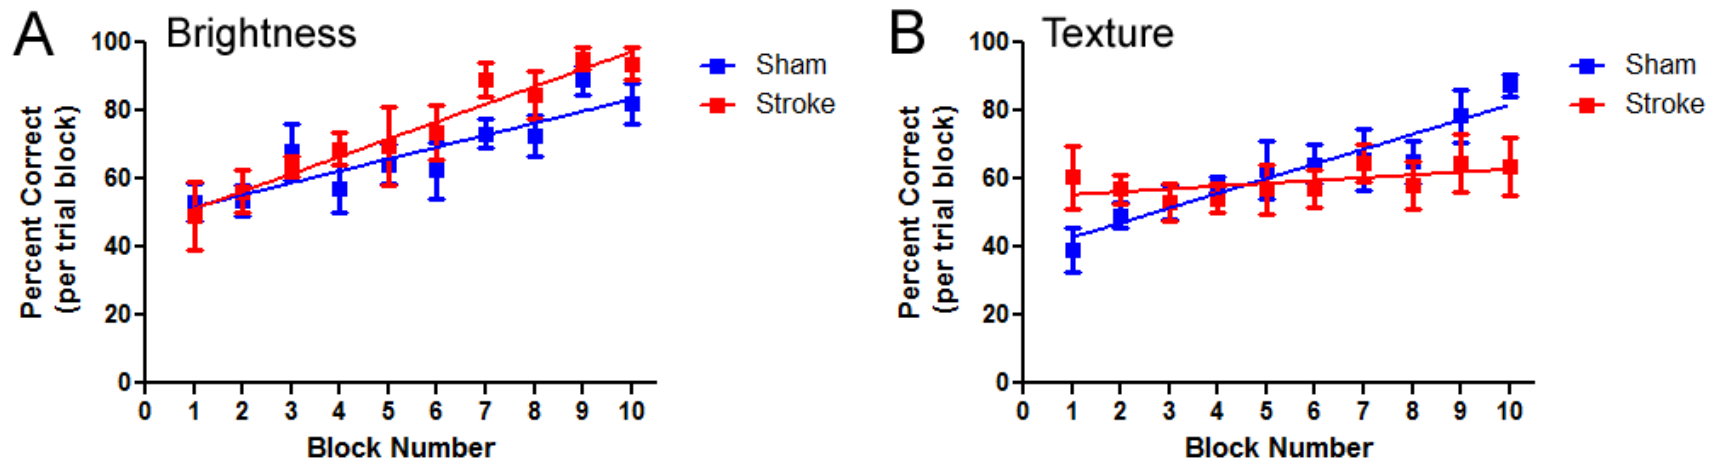 A Brightness
Percent Correct
(per trial block)
100
80
60
40
20
0
0 1 2 3 4 5 6 7 8 9 10
Block Number
Sham
Stroke
B Texture
Percent Correct
(per trial block)
100
80
60
40
20
0
0 1 2 3 4 5 6 7 8 9 10
Block Number
Sham
Stroke